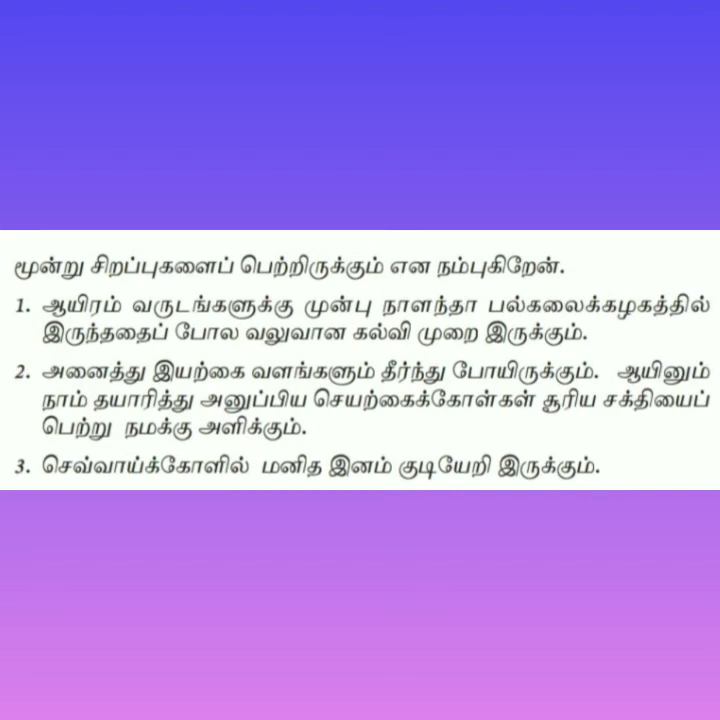 மூன்று சிறப்புகளைப் பெற்றிருக்கும் என நம்புகிறேன்.
1. ஆயிரம் வருடங்களுக்கு முன்பு நாளந்தா பல்கலைக்கழகத்தில்
இருந்ததைப் போல வலுவான கல்வி முறை இருக்கும்.
2. அனைத்து இயற்கை வளங்களும் தீர்ந்து போயிருக்கும். ஆயினும்
நாம் தயாரித்து அனுப்பிய செயற்கைக்கோள்கள் சூரிய சக்தியைப்
பெற்று நமக்கு அளிக்கும்.
3. செவ்வாய்க்கோளில் மனித இனம் குடியேறி இருக்கும்.